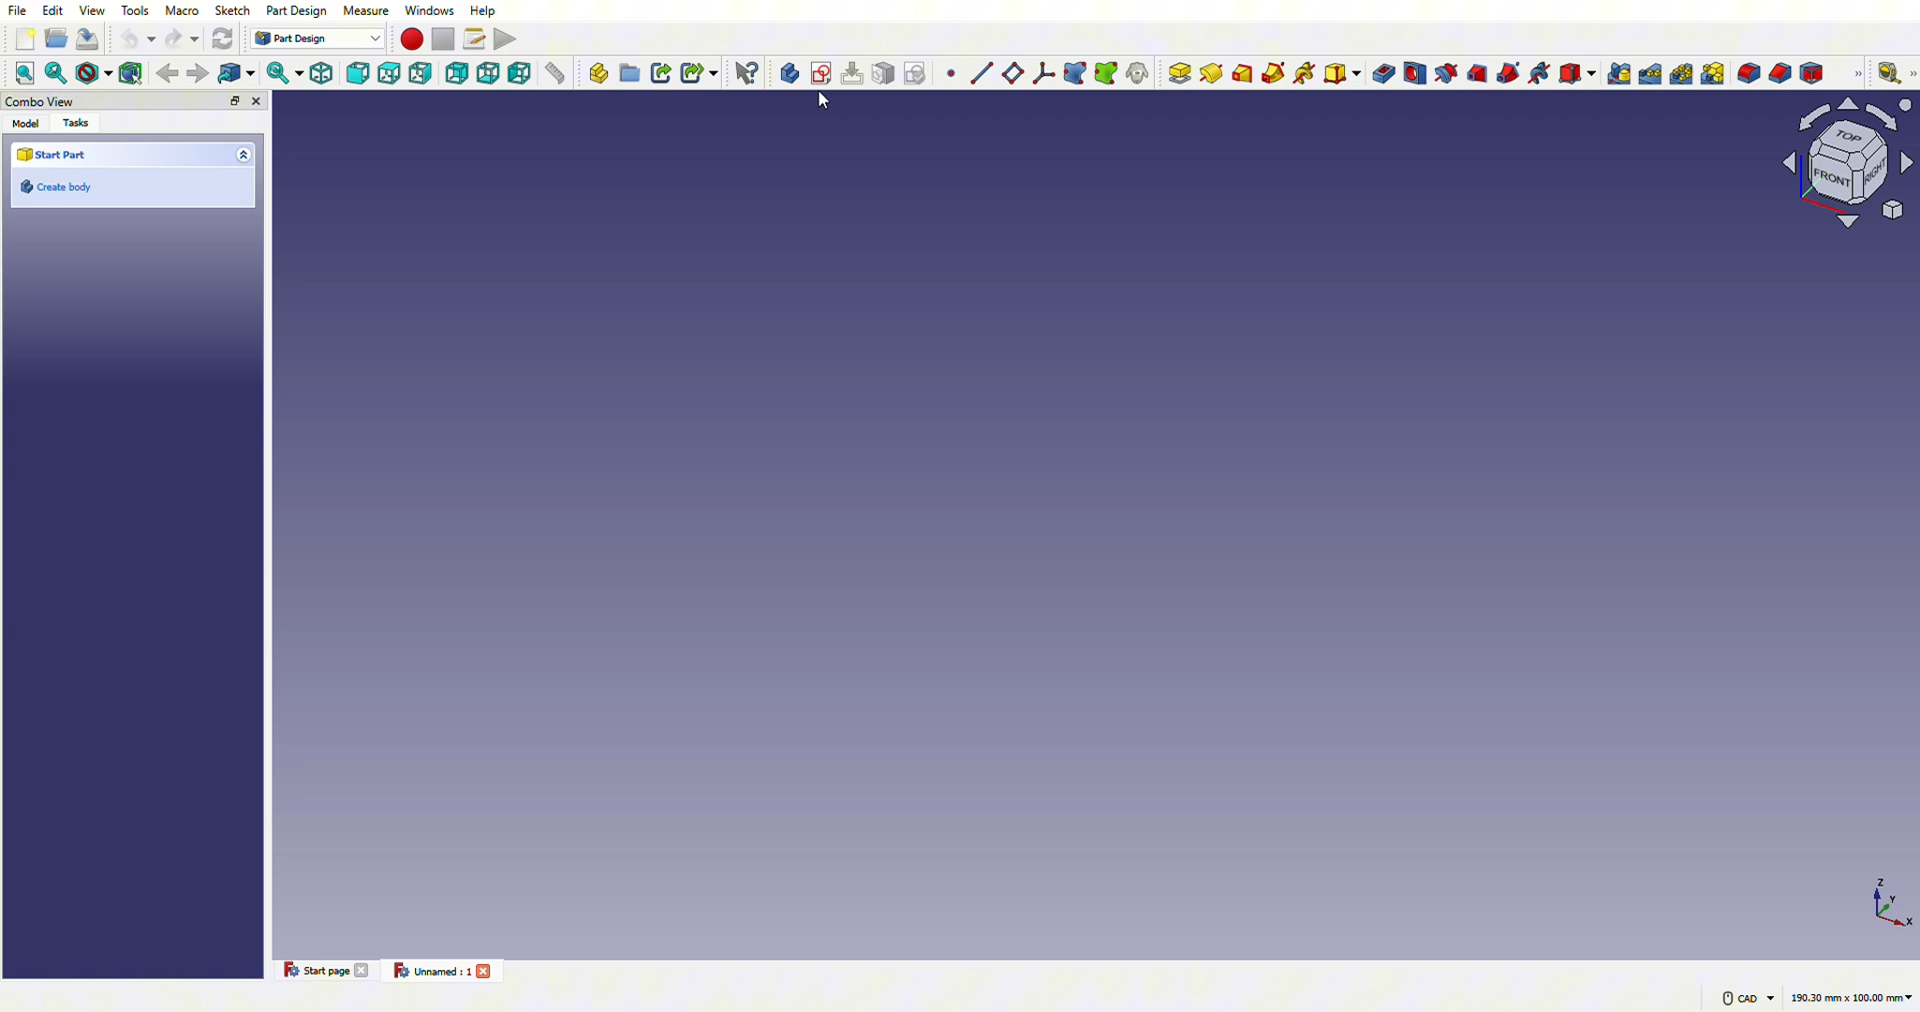 File Edit View Tools Macro Sketch Part Design Measure Windows Help
Part Design
Combo View
Model Tasks
Start Part
Create body
TOP
FRONT RIGHT
Z
Y
X
Start page Unnamed : 1
CAD 190.30 mm x 100.00 mm